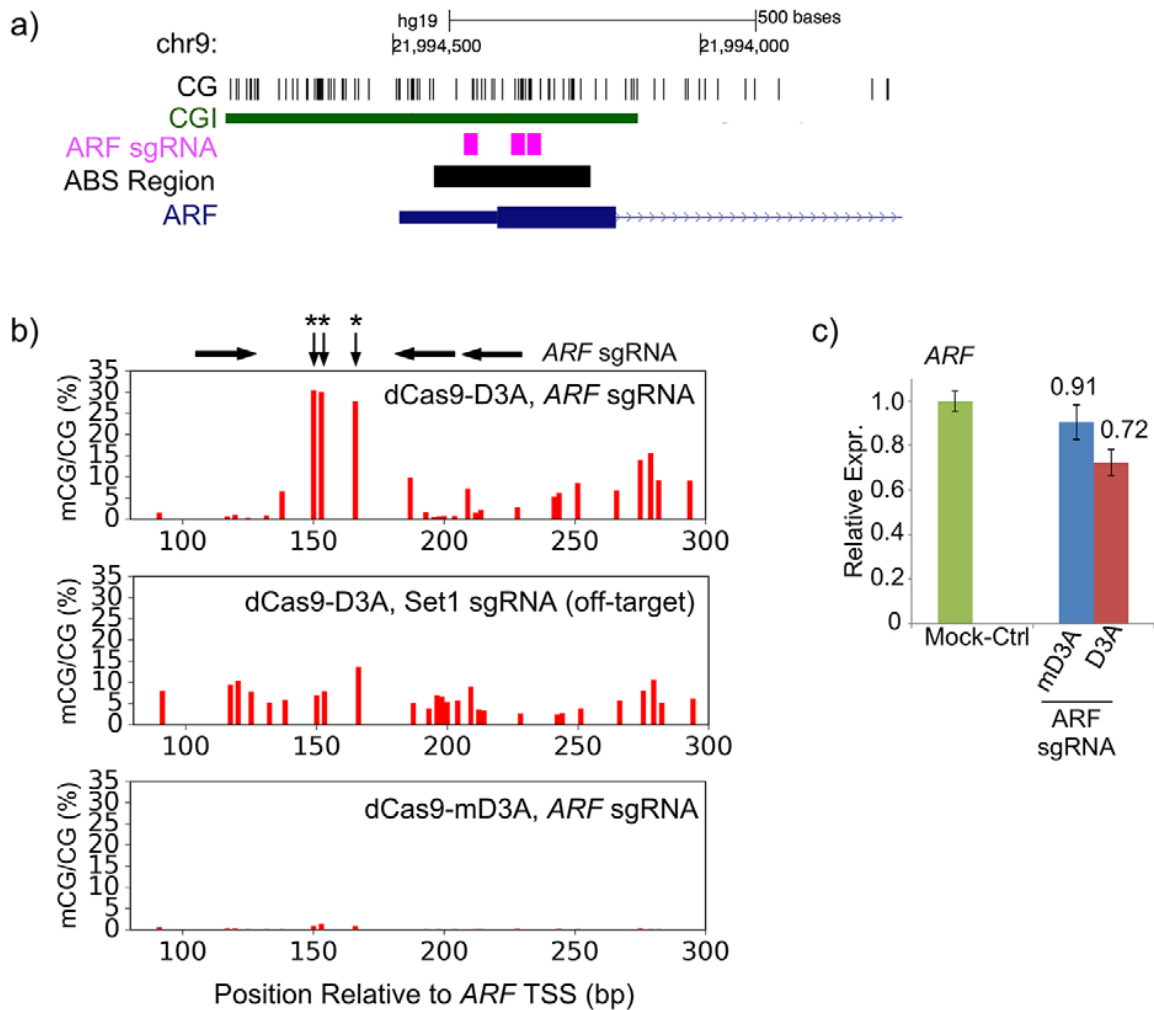 a)
hg19
500 bases
chr9:
21,994,500
21,994,000
CG
CGI
ARF sgRNA
ABS Region
ARF
b)
** *
ARF sgRNA
dCas9-D3A, ARF sgRNA
mCG/CG (%)
35
30
25
20
15
10
5
0
100 150 200 250 300
dCas9-D3A, Set1 sgRNA (off-target)
mCG/CG (%)
35
30
25
20
15
10
5
0
100 150 200 250 300
dCas9-mD3A, ARF sgRNA
mCG/CG (%)
35
30
25
20
15
10
5
0
100 150 200 250 300
Position Relative to ARF TSS (bp)
c)
ARF
Relative Expr.
1.0
0.8
0.6
0.4
0.2
0
0.91
0.72
Mock-Ctrl
mD3A
D3A
ARF
sgRNA